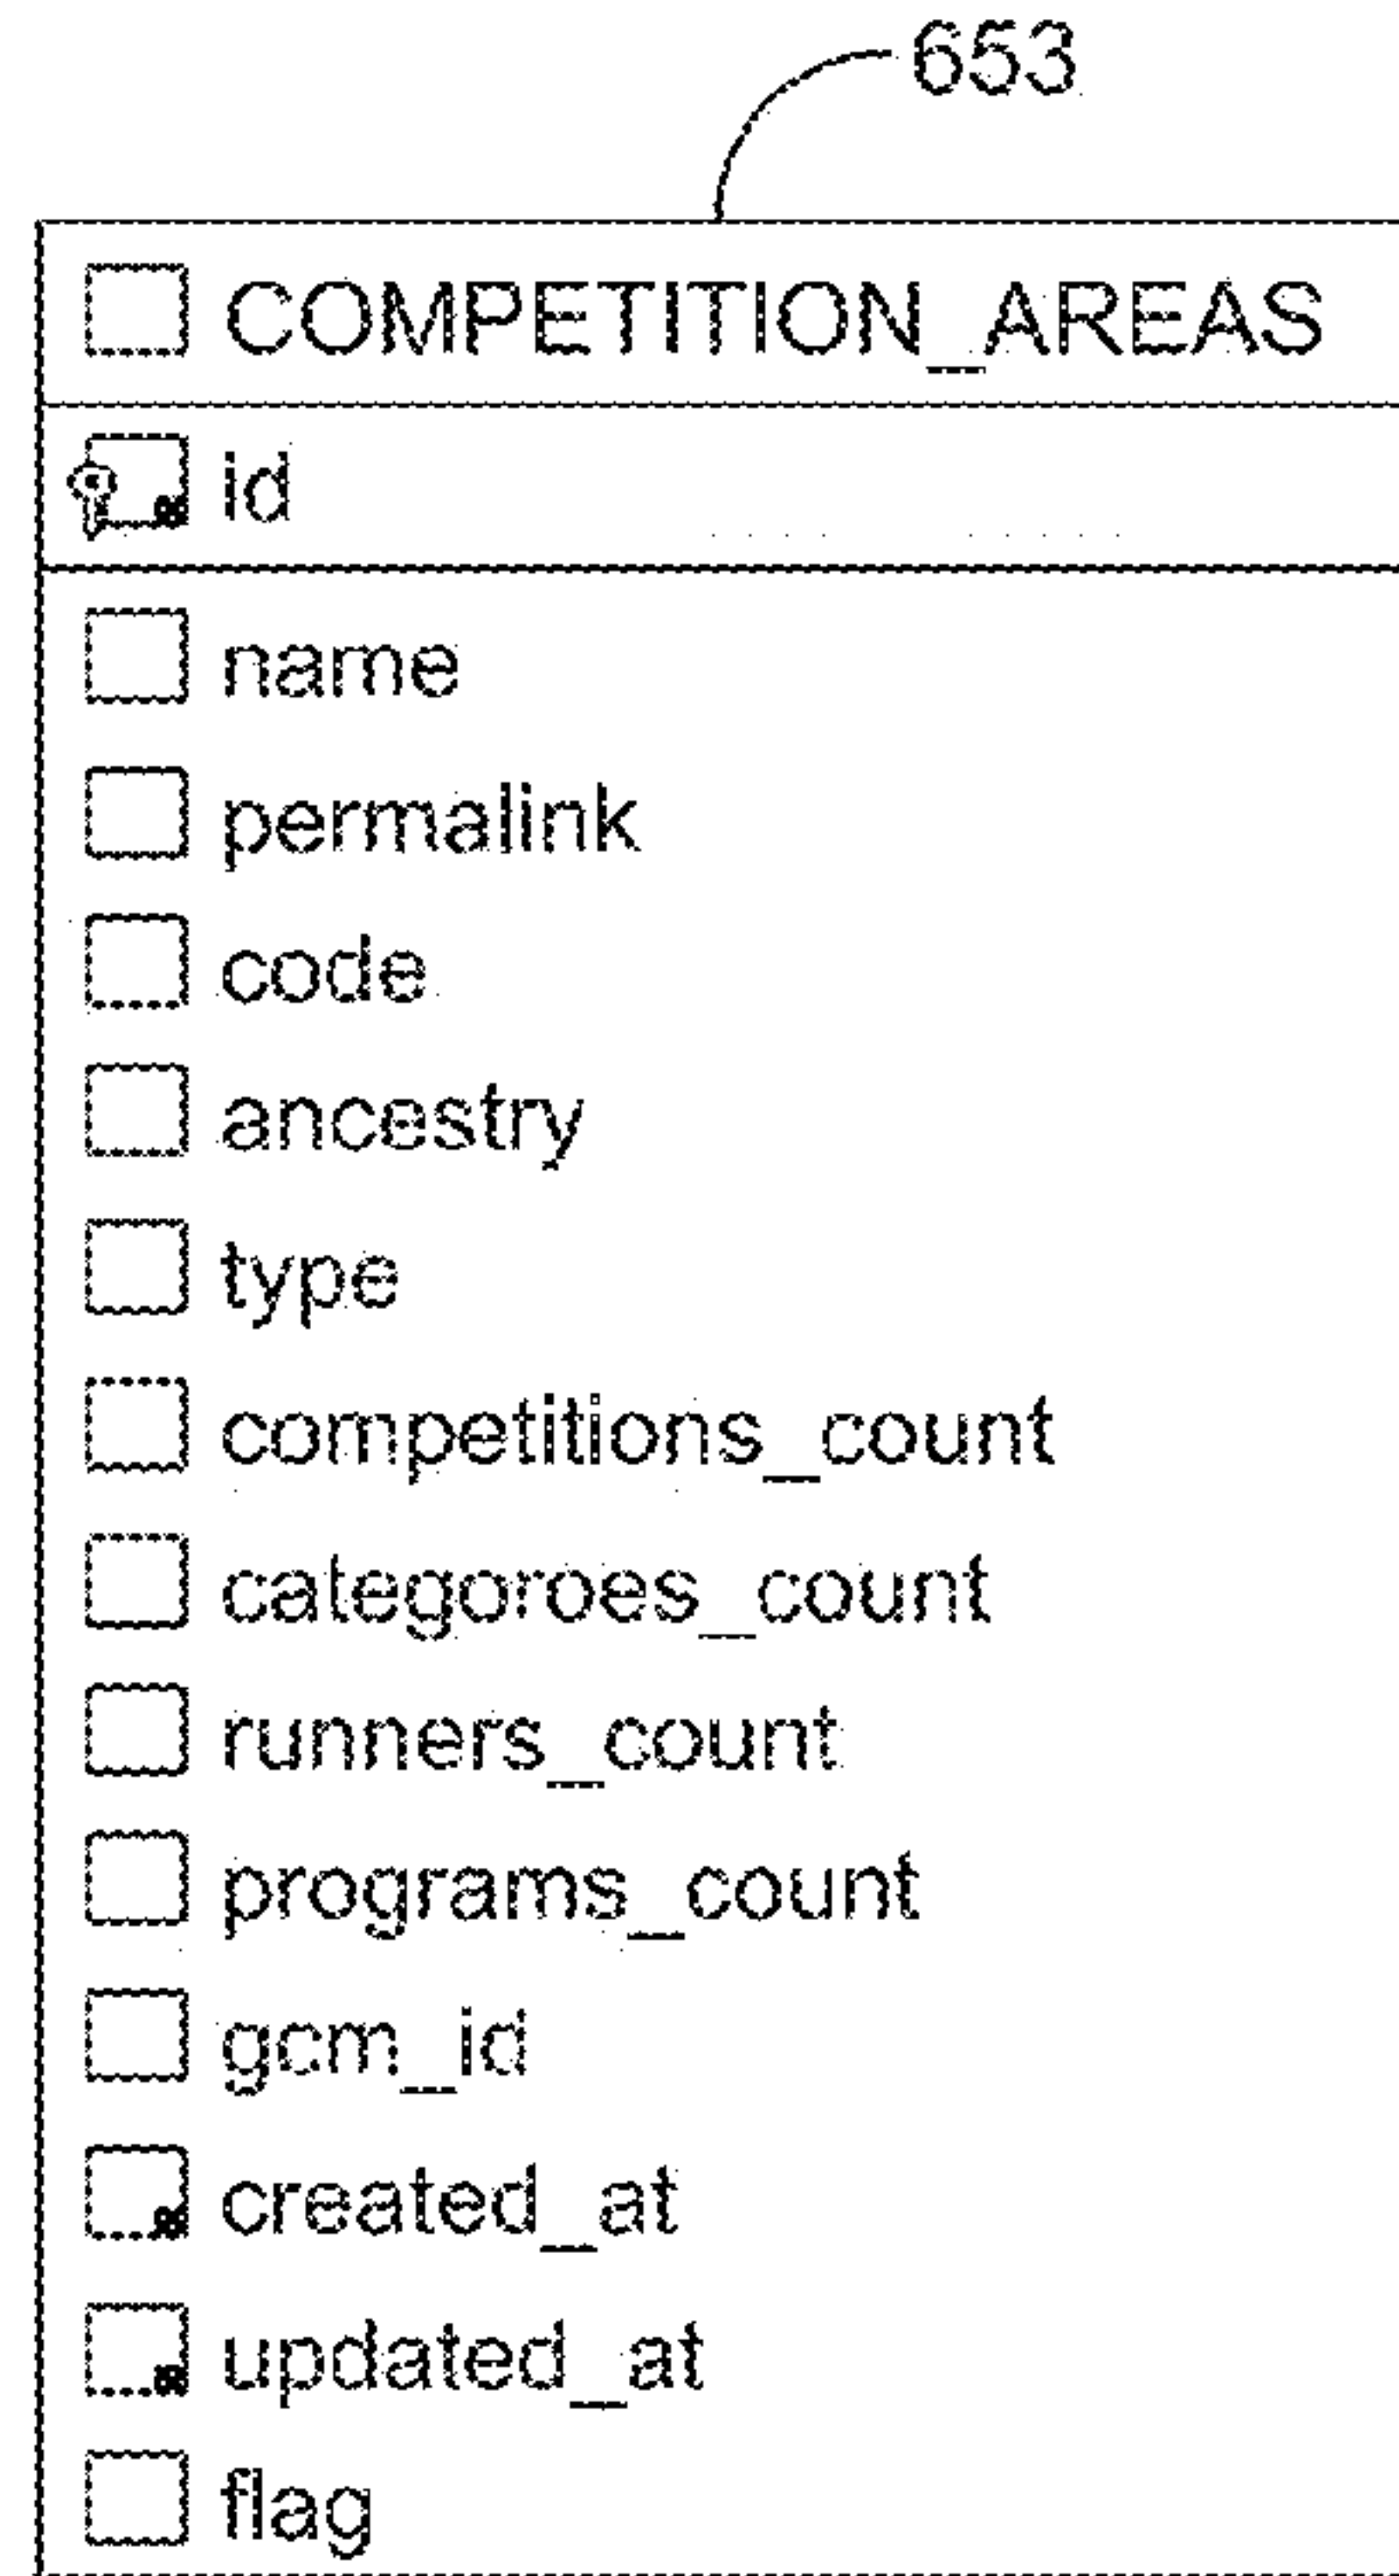 653
COMPETITION_AREAS
id
name
permalink
code
ancestry
type
competitions_count
categoroes_count
runners_count
programs_count
gcm_id
created_at
updated_at
flag